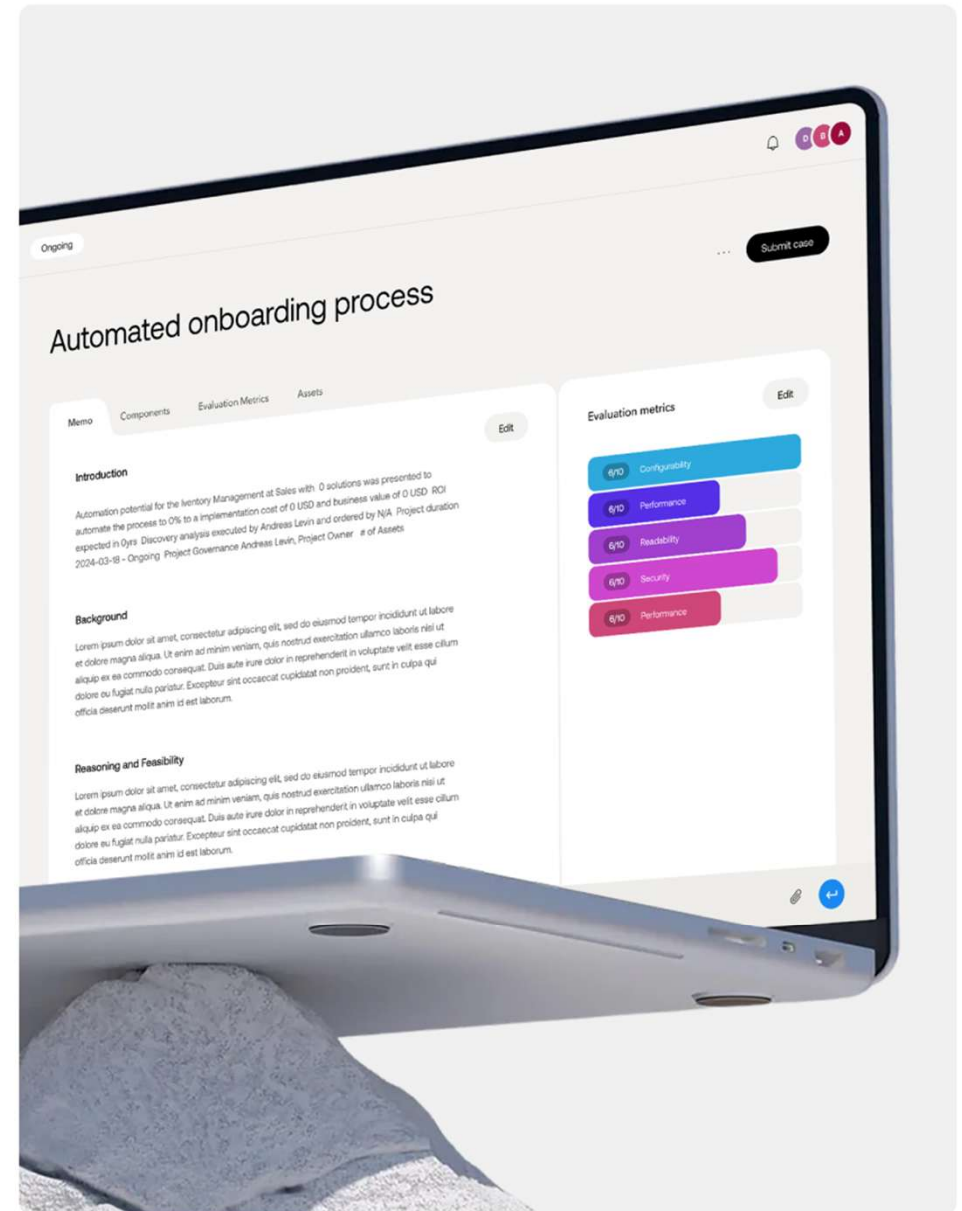 D B A
Ongoing
... Submit case
Automated onboarding process
Memo Components Evaluation Metrics Assets
Edit
Introduction
Automation potential for the Iventory Management at Sales with 0 solutions was presented to
automate the process to 0% to a implementation cost of 0 USD and business value of 0 USD ROI
expected in 0yrs Discovery analysis executed by Andreas Levin and ordered by N/A Project duration
2024-03-18 - Ongoing Project Governance Andreas Levin, Project Owner # of Assets
Background
Lorem ipsum dolor sit amet, consectetur adipiscing elit, sed do eiusmod tempor incididunt ut labore
et dolore magna aliqua. Ut enim ad minim veniam, quis nostrud exercitation ullamco laboris nisi ut
aliquip ex ea commodo consequat. Duis aute irure dolor in reprehenderit in voluptate velit esse cillum
dolore eu fugiat nulla pariatur. Excepteur sint occaecat cupidatat non proident, sunt in culpa qui
officia deserunt mollit anim id est laborum.
Reasoning and Feasibility
Lorem ipsum dolor sit amet, consectetur adipiscing elit, sed do eiusmod tempor incididunt ut labore
et dolore magna aliqua. Ut enim ad minim veniam, quis nostrud exercitation ullamco laboris nisi ut
aliquip ex ea commodo consequat. Duis aute irure dolor in reprehenderit in voluptate velit esse cillum
dolore eu fugiat nulla pariatur. Excepteur sint occaecat cupidatat non proident, sunt in culpa qui
officia deserunt mollit anim id est laborum.
Evaluation metrics
Edit
6/10 Configurability
6/10 Performance
6/10 Readability
6/10 Security
6/10 Performance